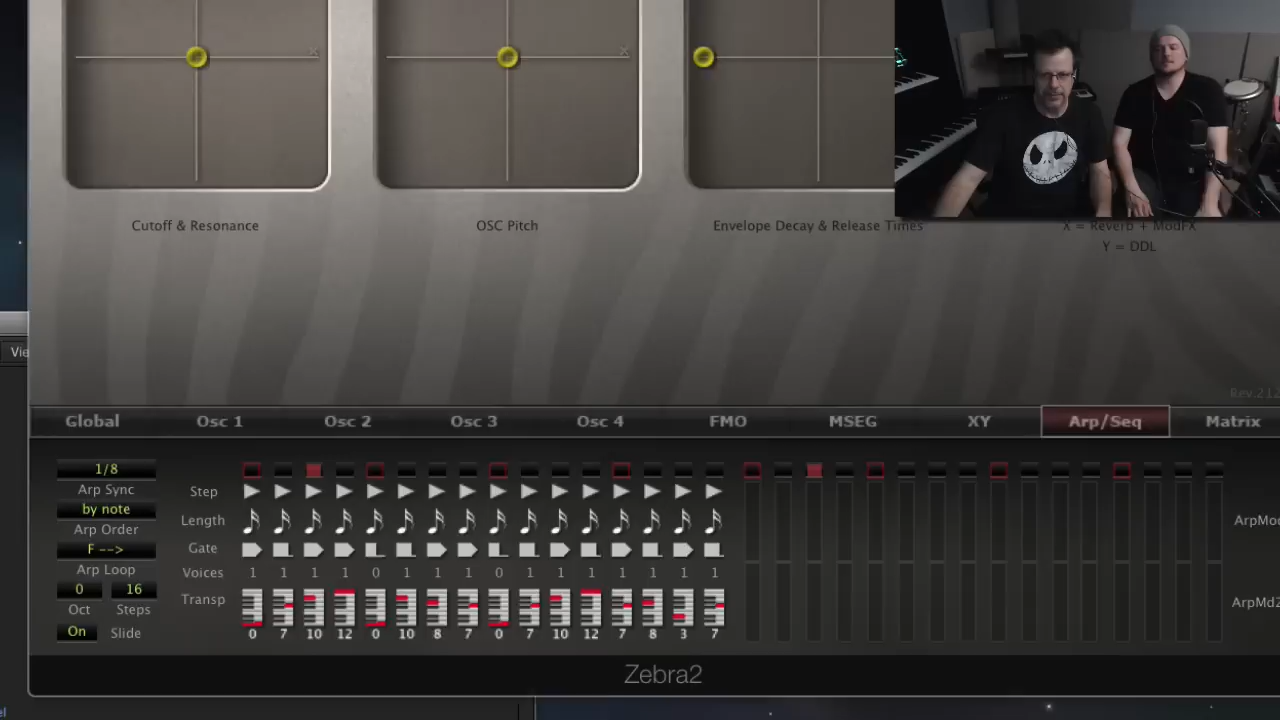 Cutoff & Resonance
OSC Pitch
Envelope Decay & Release Times
X = Reverb + ModFX
Y = DDL
Vie
Rev.212
Global
Osc 1
Osc 2
Osc 3
Osc 4
FMO
MSEG
XY
Arp/Seq
Matrix
1/8
Arp Sync
by note
Arp Order
F -->
Arp Loop
0 16
Oct Steps
On Slide
Step
Length
Gate
Voices 1 1 1 1 0 1 1 1 0 1 1 1 1 1 1 1
Transp
0 7 10 12 0 10 8 7 0 7 10 12 7 8 3 7
ArpMod
ArpMd2
Zebra2